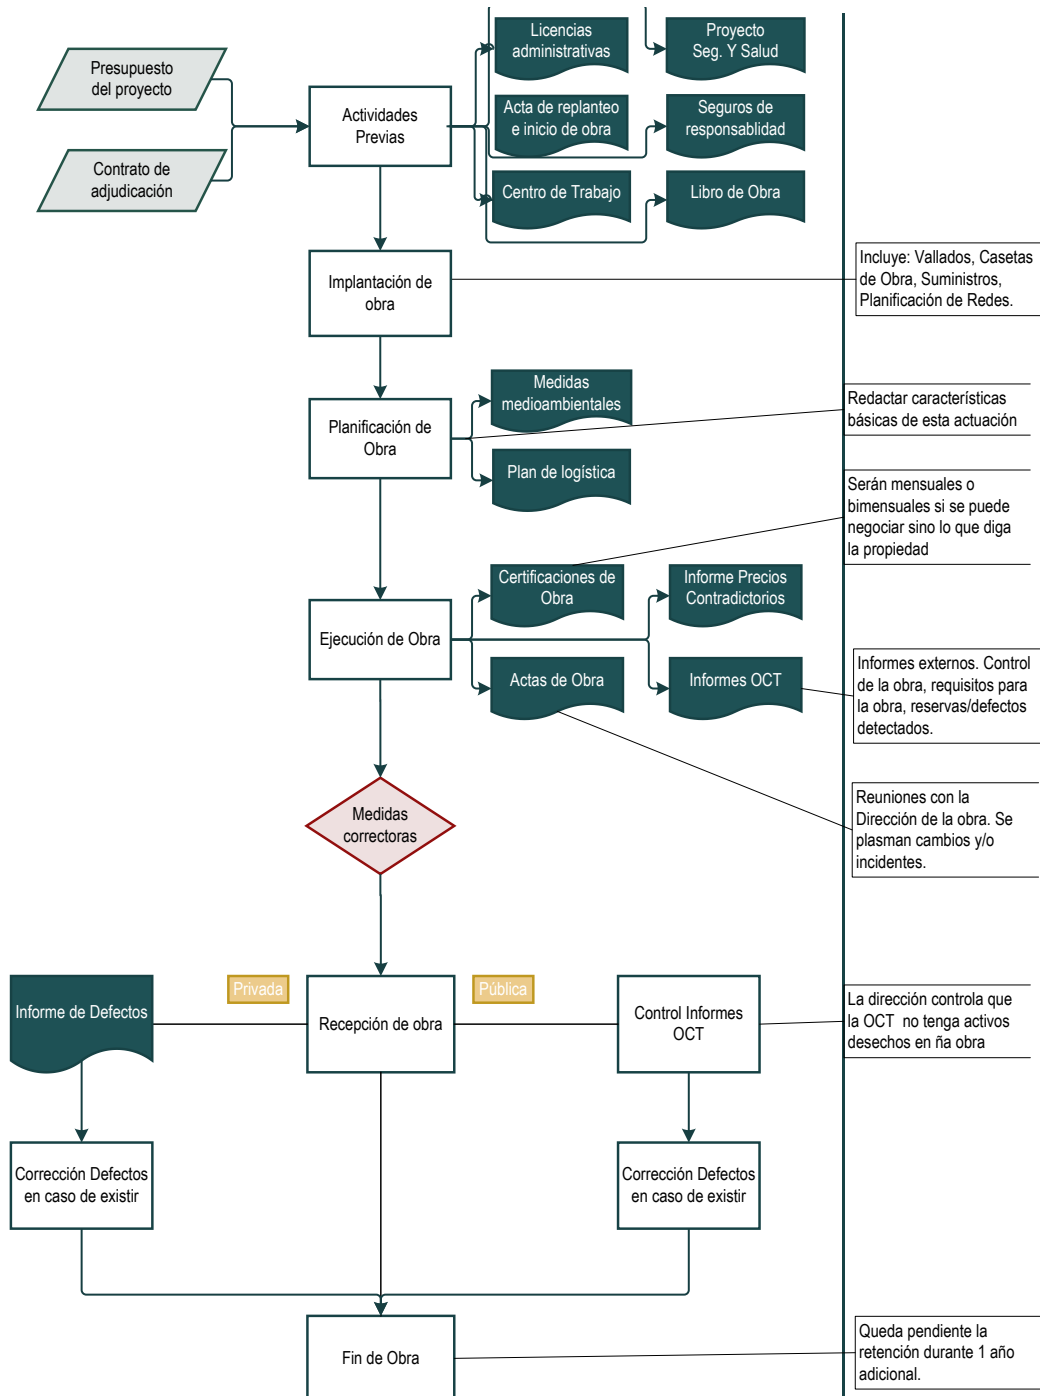 Licencias
administrativas
Proyecto
Seg. Y Salud
Presupuesto
del proyecto
Actividades
Previas
Acta de replanteo
e inicio de obra
Seguros de
responsablidad
Contrato de
adjudicación
Centro de Trabajo
Libro de Obra
Implantación de
obra
Incluye: Vallados, Casetas
de Obra, Suministros,
Planificación de Redes.
Medidas
medioambientales
Planificación de
Obra
Redactar características
básicas de esta actuación
Plan de logística
Serán mensuales o
bimensuales si se puede
negociar sino lo que diga
la propiedad
Certificaciones de
Obra
Informe Precios
Contradictorios
Ejecución de Obra
Actas de Obra
Informes OCT
Informes externos. Control
de la obra, requisitos para
la obra, reservas/defectos
detectados.
Medidas
correctoras
Reuniones con la
Dirección de la obra. Se
plasman cambios y/o
incidentes.
Informe de Defectos
Privada
Recepción de obra
Pública
Control Informes
OCT
La dirección controla que
la OCT no tenga activos
desechos en ña obra
Corrección Defectos
en caso de existir
Corrección Defectos
en caso de existir
Fin de Obra
Queda pendiente la
retención durante 1 año
adicional.